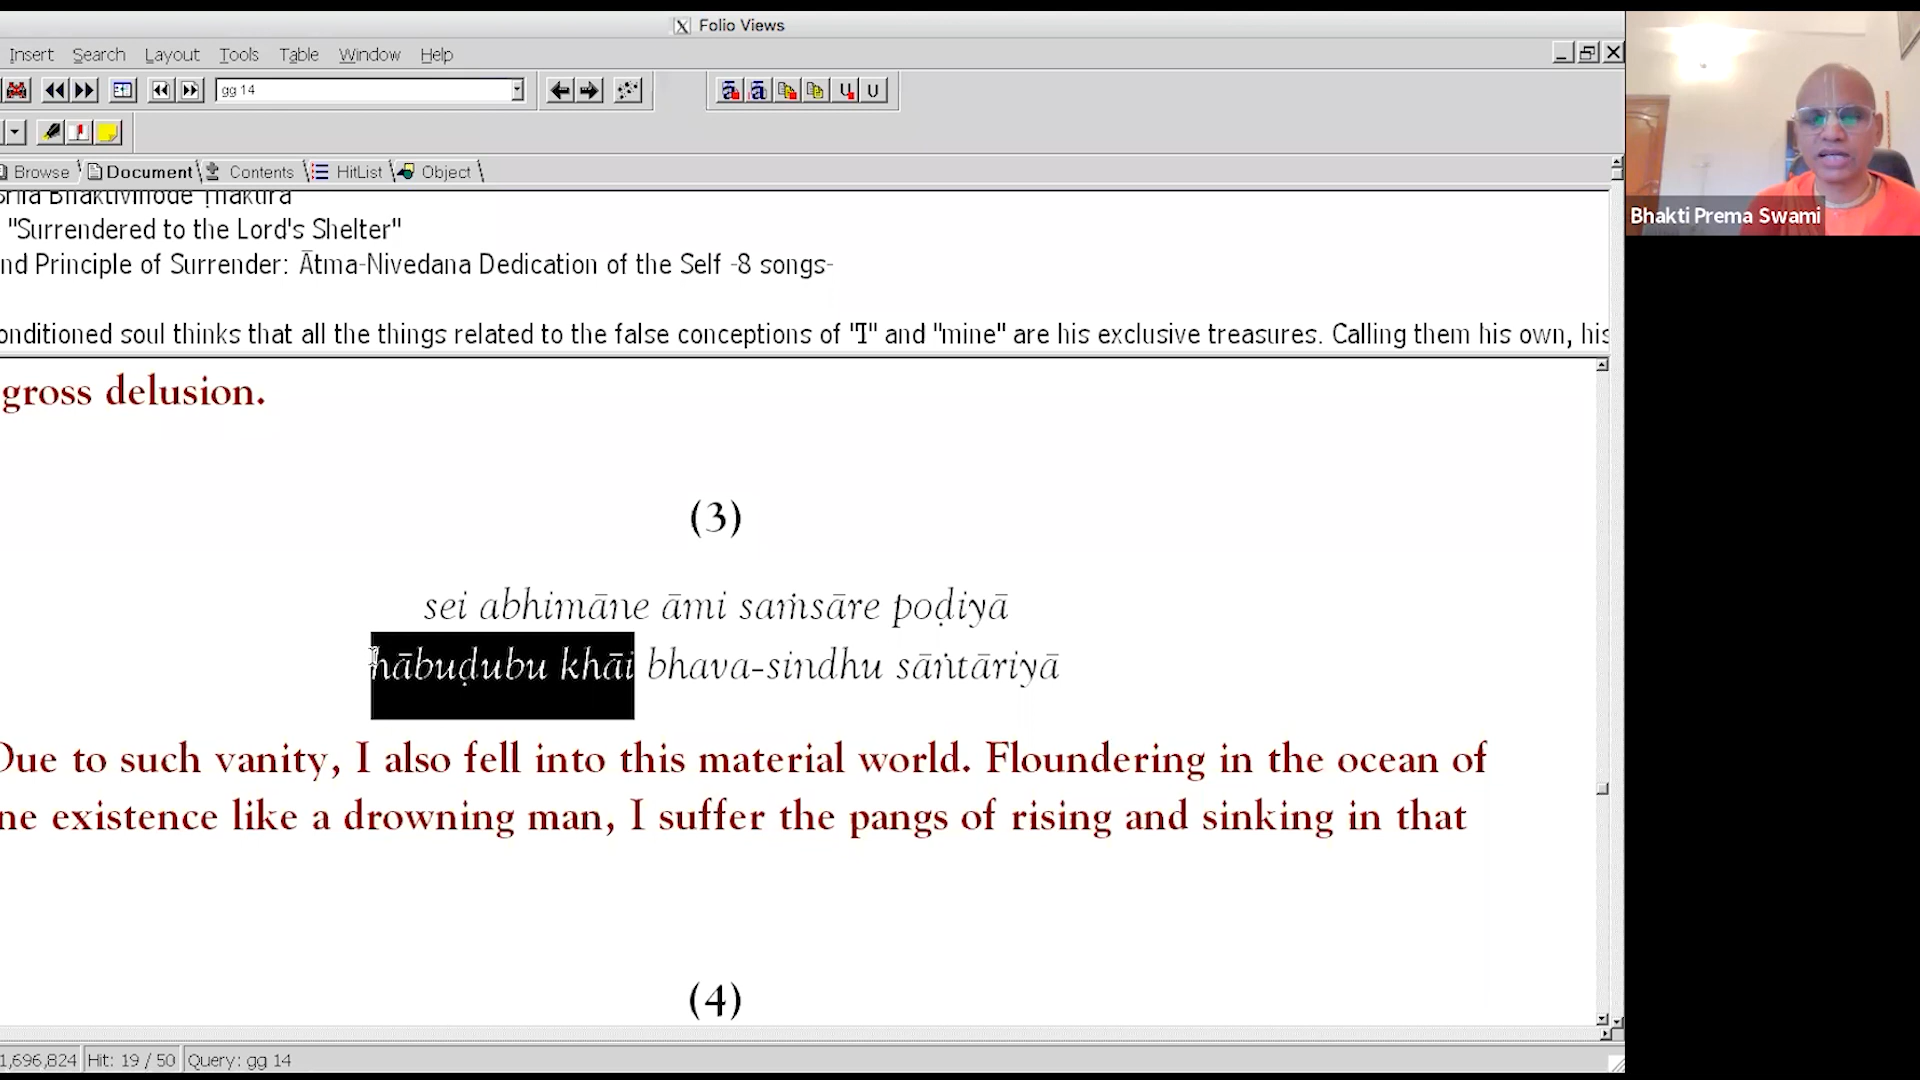 Folio Views
Insert Search Layout Tools Table Window Help
gg 14
U U
Browse Document Contents HitList Object
Śrīla Bhaktivinode Ṭhākura
"Surrendered to the Lord's Shelter"
nd Principle of Surrender: Ātma-Nivedana Dedication of the Self -8 songs-
onditioned soul thinks that all the things related to the false conceptions of "I" and "mine" are his exclusive treasures. Calling them his own, his
gross delusion.
(3)
sei abhimāne āmi saṁsāre poḍiyā
hābuḍubu khāi bhava-sindhu sāṅtāriyā
Due to such vanity, I also fell into this material world. Floundering in the ocean of
ne existence like a drowning man, I suffer the pangs of rising and sinking in that
(4)
1,696,824 Hit: 19 / 50 Query: gg 14
Bhakti Prema Swami